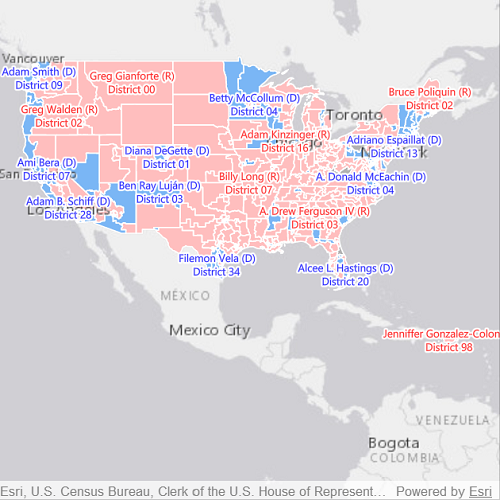 Vancouver
Adam Smith (D)
District 09
Greg Gianforte (R)
District 00
Betty McCollum (D)
District 04
Bruce Poliquin (R)
District 02
Greg Walden (R)
District 02
Toronto
Adam Kinzinger (R)
District 16
Adriano Espaillat (D)
District 13
Diana DeGette (D)
District 01
Ami Bera (D)
District 07
Billy Long (R)
District 07
A. Donald McEachin (D)
District 04
Ben Ray Luján (D)
District 03
Adam B. Schiff (D)
District 28
Los Angeles
A. Drew Ferguson IV (R)
District 03
Filemon Vela (D)
District 34
Alcee L. Hastings (D)
District 20
MÉXICO
Mexico City
Jenniffer Gonzalez-Colon
District 98
VENEZUELA
Bogota
COLOMBIA
Esri, U.S. Census Bureau, Clerk of the U.S. House of Represent... Powered by Esri